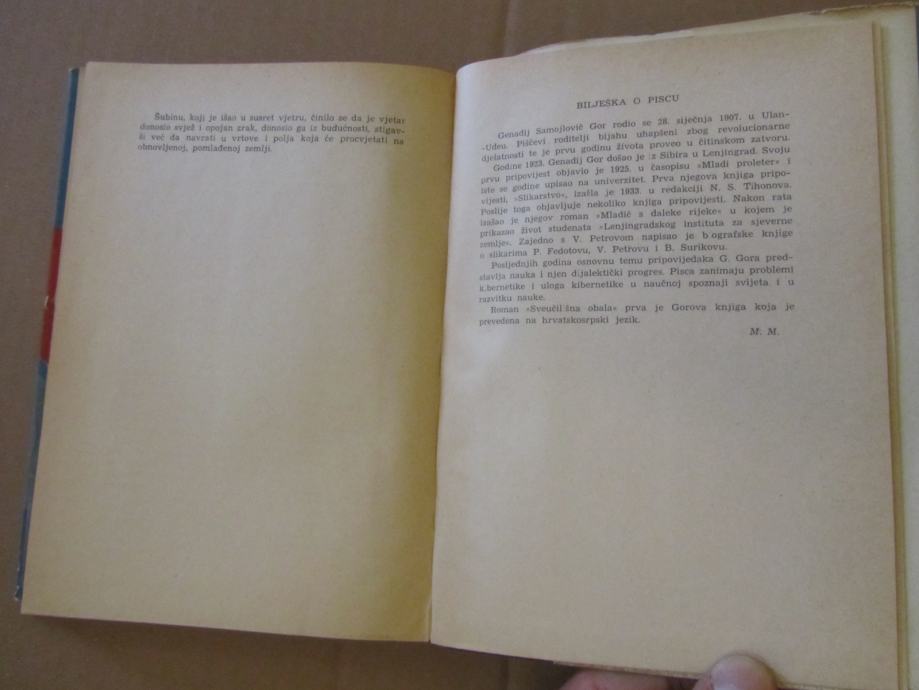 Šubinu, koji je išao u susret vjetru, činilo se da je vjetar
donosio svjež i opojan zrak, donosio ga iz budućnosti, stigav-
ši već da navrati u vrtove i polja koja će procvjetati na
obnovljenoj, pomlađenoj zemlji.
BILJEŠKA O PISCU
Genadij Samojlovič Gor rodio se 28. siječnja 1907. u Ulan-
-Udeu. Piščevi roditelji bijahu uhapšeni zbog revolucionarne
djelatnosti te je prvu godinu života proveo u čitinskom zatvoru.
Godine 1923. Genadij Gor došao je iz Sibira u Lenjingrad. Svoju
prvu pripovijest objavio je 1925. u časopisu »Mladi proleter« i
iste se godine upisao na univerzitet. Prva njegova knjiga pripo-
vijesti, »Slikarstvo«, izašla je 1933. u redakciji N. S. Tihonova.
Poslije toga objavljuje nekoliko knjiga pripovijesti. Nakon rata
izašao je njegov roman »Mladić s daleke rijeke« u kojem je
prikazao život studenata »Lenjingradskog instituta za sjeverne
zemlje«. Zajedno s V. Petrovom napisao je b ografske knjige
o slikarima P. Fedotovu, V. Petrovu i B. Surikovu.
Posljednjih godina osnovnu temu pripovijedaka G. Gora pred-
stavlja nauka i njen dijalektički progres. Pisca zanimaju problemi
kibernetike i uloga kibernetike u naučnoj spoznaji svijeta i u
razvitku nauke.
Roman »Sveučil šna obala« prva je Gorova knjiga koja je
prevedena na hrvatskosrpski jezik.
M. M.